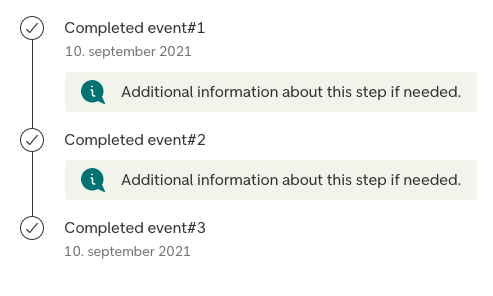 Completed event#1
10. september 2021
Additional information about this step if needed.
Completed event#2
Additional information about this step if needed.
Completed event#3
10. september 2021